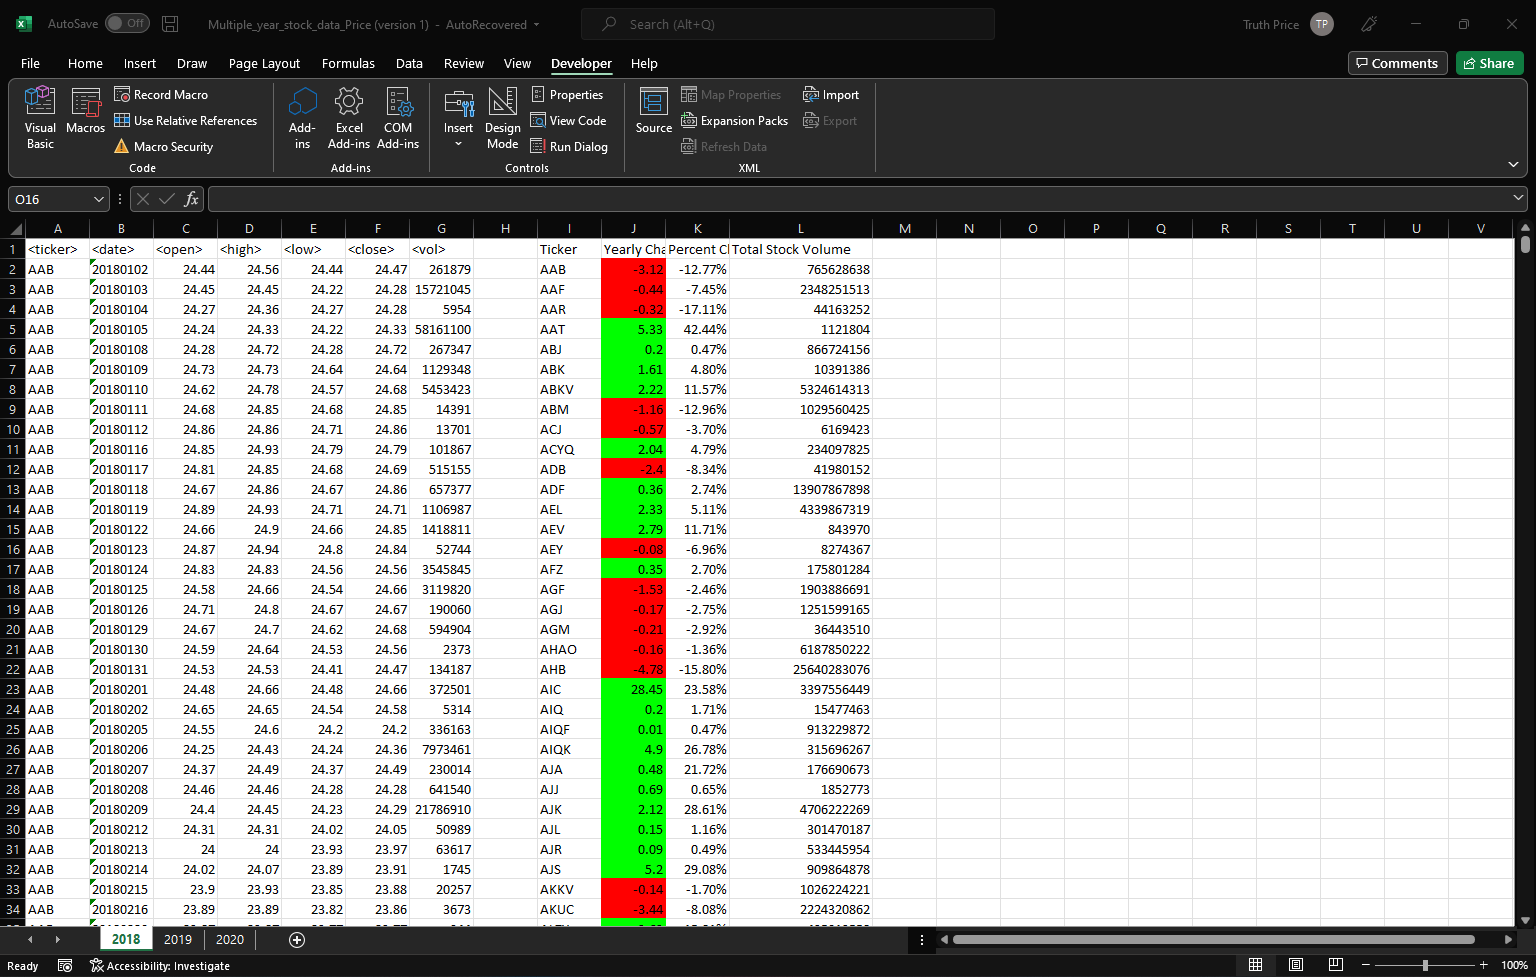 AutoSave Off Multiple_year_stock_data_Price (version 1) - AutoRecovered Search (Alt+Q) Truth Price TP
File Home Insert Draw Page Layout Formulas Data Review View Developer Help Comments Share
Visual Basic
Macros
Record Macro
Use Relative References
Macro Security
Code
Add-ins
Excel Add-ins
COM Add-ins
Add-ins
Insert
Design Mode
Properties
View Code
Run Dialog
Controls
Source
Map Properties
Expansion Packs
Refresh Data
Import
Export
XML
O16 fx
A B C D E F G H I J K L M N O P Q R S T U V
1 <ticker> <date> <open> <high> <low> <close> <vol> Ticker Yearly Cha Percent Cl Total Stock Volume
2 AAB 20180102 24.44 24.56 24.44 24.47 261879 AAB -3.12 -12.77% 765628638
3 AAB 20180103 24.45 24.45 24.22 24.28 15721045 AAF -0.44 -7.45% 2348251513
4 AAB 20180104 24.27 24.36 24.27 24.28 5954 AAR -0.32 -17.11% 44163252
5 AAB 20180105 24.24 24.33 24.22 24.33 58161100 AAT 5.33 42.44% 1121804
6 AAB 20180108 24.28 24.72 24.28 24.72 267347 ABJ 0.2 0.47% 866724156
7 AAB 20180109 24.73 24.73 24.64 24.64 1129348 ABK 1.61 4.80% 10391386
8 AAB 20180110 24.62 24.78 24.57 24.68 5453423 ABKV 2.22 11.57% 5324614313
9 AAB 20180111 24.68 24.85 24.68 24.85 14391 ABM -1.16 -12.96% 1029560425
10 AAB 20180112 24.86 24.86 24.71 24.86 13701 ACJ -0.57 -3.70% 6169423
11 AAB 20180116 24.85 24.93 24.79 24.79 101867 ACYQ 2.04 4.79% 234097825
12 AAB 20180117 24.81 24.85 24.68 24.69 515155 ADB -2.4 -8.34% 41980152
13 AAB 20180118 24.67 24.86 24.67 24.86 657377 ADF 0.36 2.74% 13907867898
14 AAB 20180119 24.89 24.93 24.71 24.71 1106987 AEL 2.33 5.11% 4339867319
15 AAB 20180122 24.66 24.9 24.66 24.85 1418811 AEV 2.79 11.71% 843970
16 AAB 20180123 24.87 24.94 24.8 24.84 52744 AEY -0.08 -6.96% 8274367
17 AAB 20180124 24.83 24.83 24.56 24.56 3545845 AFZ 0.35 2.70% 175801284
18 AAB 20180125 24.58 24.66 24.54 24.66 3119820 AGF -1.53 -2.46% 1903886691
19 AAB 20180126 24.71 24.8 24.67 24.67 190060 AGJ -0.17 -2.75% 1251599165
20 AAB 20180129 24.67 24.7 24.62 24.68 594904 AGM -0.21 -2.92% 36443510
21 AAB 20180130 24.59 24.64 24.53 24.56 2373 AHAO -0.16 -1.36% 6187850222
22 AAB 20180131 24.53 24.53 24.41 24.47 134187 AHB -4.78 -15.80% 25640283076
23 AAB 20180201 24.48 24.66 24.48 24.66 372501 AIC 28.45 23.58% 3397556449
24 AAB 20180202 24.65 24.65 24.54 24.58 5314 AIQ 0.2 1.71% 15477463
25 AAB 20180205 24.55 24.6 24.2 24.2 336163 AIQF 0.01 0.47% 913229872
26 AAB 20180206 24.25 24.43 24.24 24.36 7973461 AIQK 4.9 26.78% 315696267
27 AAB 20180207 24.37 24.49 24.37 24.49 230014 AJA 0.48 21.72% 176690673
28 AAB 20180208 24.46 24.46 24.28 24.28 641540 AJJ 0.69 0.65% 1852773
29 AAB 20180209 24.4 24.45 24.23 24.29 21786910 AJK 2.12 28.61% 4706222269
30 AAB 20180212 24.31 24.31 24.02 24.05 50989 AJL 0.15 1.16% 301470187
31 AAB 20180213 24 24 23.93 23.97 63617 AJR 0.09 0.49% 533445954
32 AAB 20180214 24.02 24.07 23.89 23.91 1745 AJS 5.2 29.08% 909864878
33 AAB 20180215 23.9 23.93 23.85 23.88 20257 AKKV -0.14 -1.70% 1026224221
34 AAB 20180216 23.89 23.89 23.82 23.86 3673 AKUC -3.44 -8.08% 2224320862
2018 2019 2020
Ready Accessibility: Investigate 100%